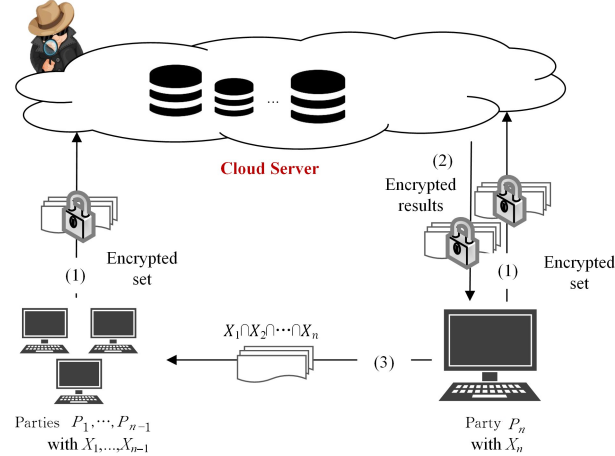 ...
Cloud Server
(2)
Encrypted
results
(1)
Encrypted
set
(1)
Encrypted
set
X₁∩X₂∩⋯∩Xₙ
(3)
Parties P₁,⋯,Pₙ₋₁
with X₁,...,Xₙ₋₁
Party Pₙ
with Xₙ